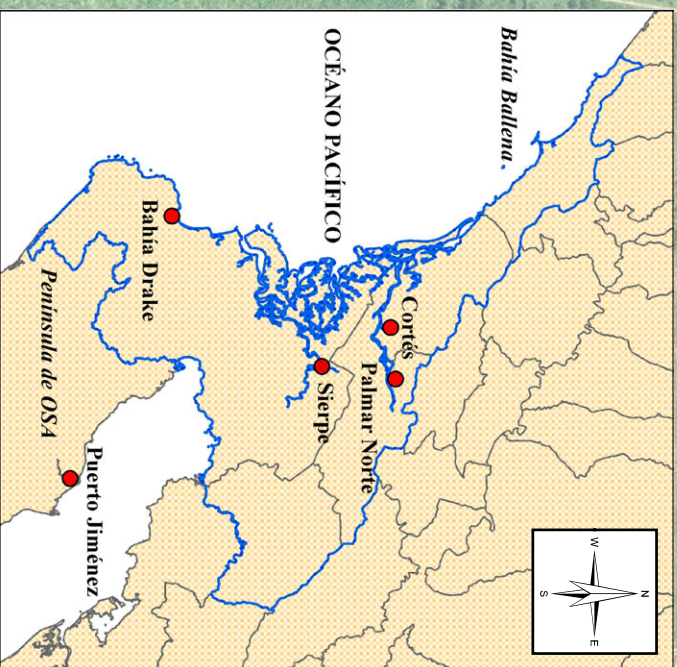 Bahía Ballena.
OCÉANO PACÍFICO
Cortés
Palmar Norte
Sierpe
Bahía Drake
Península de OSA
Puerto Jiménez
N
W
E
S